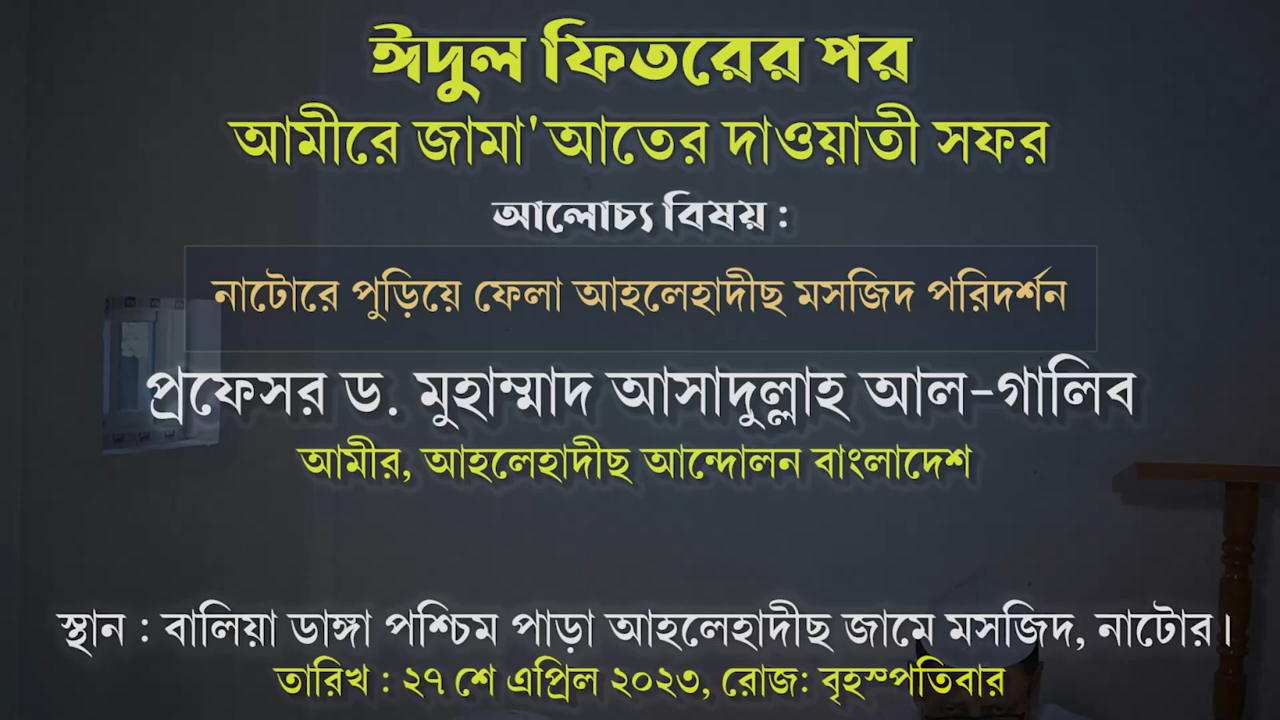 ঈদুল ফিতরের পর
আমীরে জামা'আতের দাওয়াতী সফর
আলোচ্য বিষয় :
নাটোরে পুড়িয়ে ফেলা আহলেহাদীছ মসজিদ পরিদর্শন
প্রফেসর ড. মুহাম্মাদ আসাদুল্লাহ আল-গালিব
আমীর, আহলেহাদীছ আন্দোলন বাংলাদেশ
স্থান : বালিয়া ডাঙ্গা পশ্চিম পাড়া আহলেহাদীছ জামে মসজিদ, নাটোর।
তারিখ : ২৭ শে এপ্রিল ২০২৩, রোজ: বৃহস্পতিবার